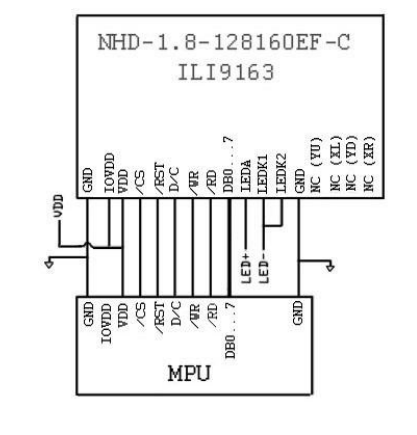 NHD-1.8-128160EF-C
ILI9163
GND
IOVDD
VDD
/CS
/RST
D/C
/WR
/RD
DB0...7
LEDA
LEDK1
LEDK2
GND
NC (YU)
NC (XL)
NC (YD)
NC (XR)
VDD
LED+
LED-
GND
IOVDD
VDD
/CS
/RST
D/C
/WR
/RD
DB0...7
GND
MPU